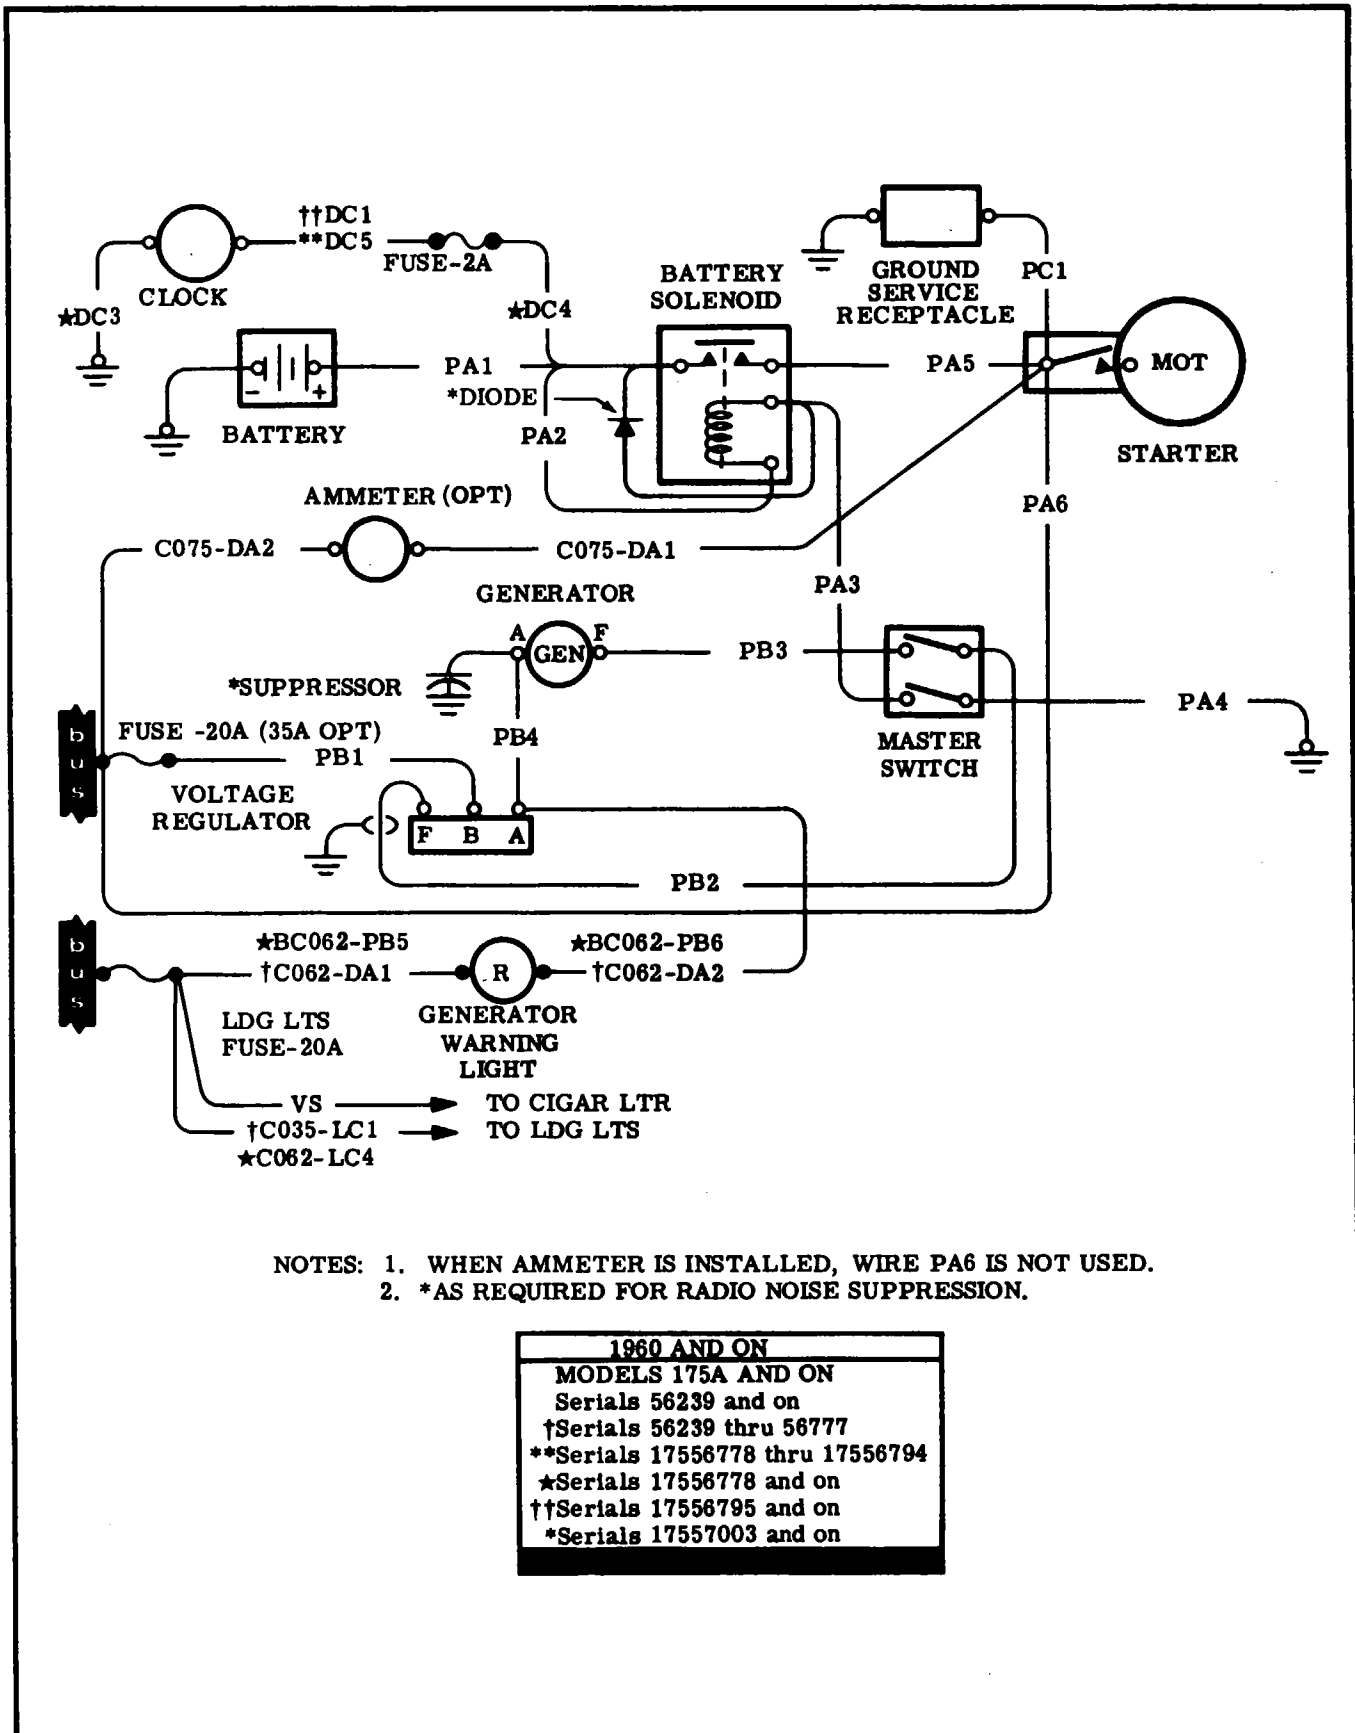 ††DC1
**DC5
FUSE-2A
CLOCK
★DC3
★DC4
BATTERY
SOLENOID
GROUND
SERVICE
RECEPTACLE
PC1
PA1
PA5
MOT
*DIODE
- +
BATTERY
PA2
STARTER
AMMETER (OPT)
PA6
C075-DA2
C075-DA1
PA3
GENERATOR
A
F
GEN
PB3
*SUPPRESSOR
PA4
bus
FUSE -20A (35A OPT)
PB1
PB4
MASTER
SWITCH
VOLTAGE
REGULATOR
F B A
PB2
bus
★BC062-PB5
†C062-DA1
R
★BC062-PB6
†C062-DA2
LDG LTS
FUSE-20A
GENERATOR
WARNING
LIGHT
VS TO CIGAR LTR
†C035-LC1 TO LDG LTS
★C062-LC4
NOTES: 1. WHEN AMMETER IS INSTALLED, WIRE PA6 IS NOT USED.
2. *AS REQUIRED FOR RADIO NOISE SUPPRESSION.
1960 AND ON
MODELS 175A AND ON
Serials 56239 and on
†Serials 56239 thru 56777
**Serials 17556778 thru 17556794
★Serials 17556778 and on
††Serials 17556795 and on
*Serials 17557003 and on